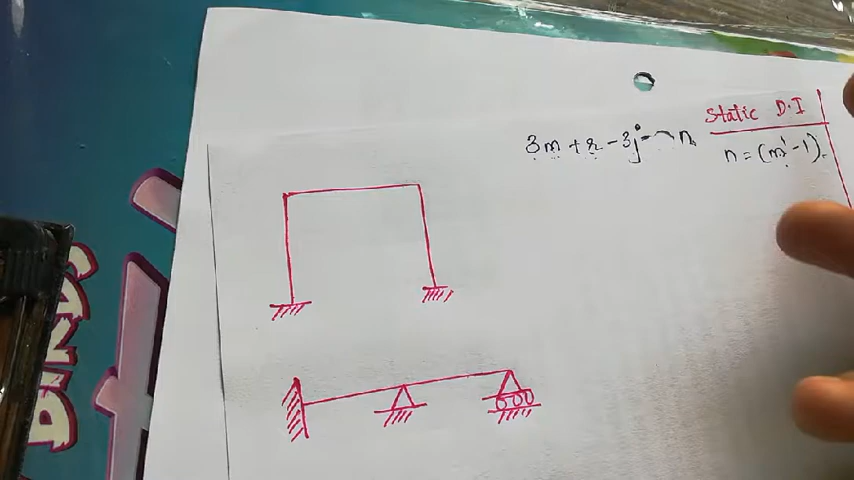 Static D.I
3m + r - 3j - n
n = (m' - 1)